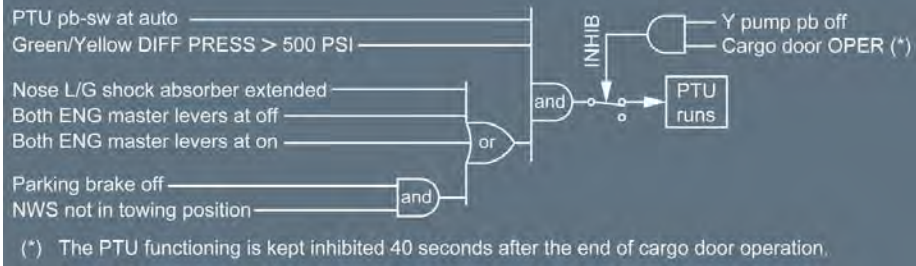 PTU pb-sw at auto
Green/Yellow DIFF PRESS > 500 PSI
INHIB
Y pump pb off
Cargo door OPER (*)
Nose L/G shock absorber extended
Both ENG master levers at off
Both ENG master levers at on
or
and
PTU
runs
Parking brake off
NWS not in towing position
and
(*) The PTU functioning is kept inhibited 40 seconds after the end of cargo door operation.